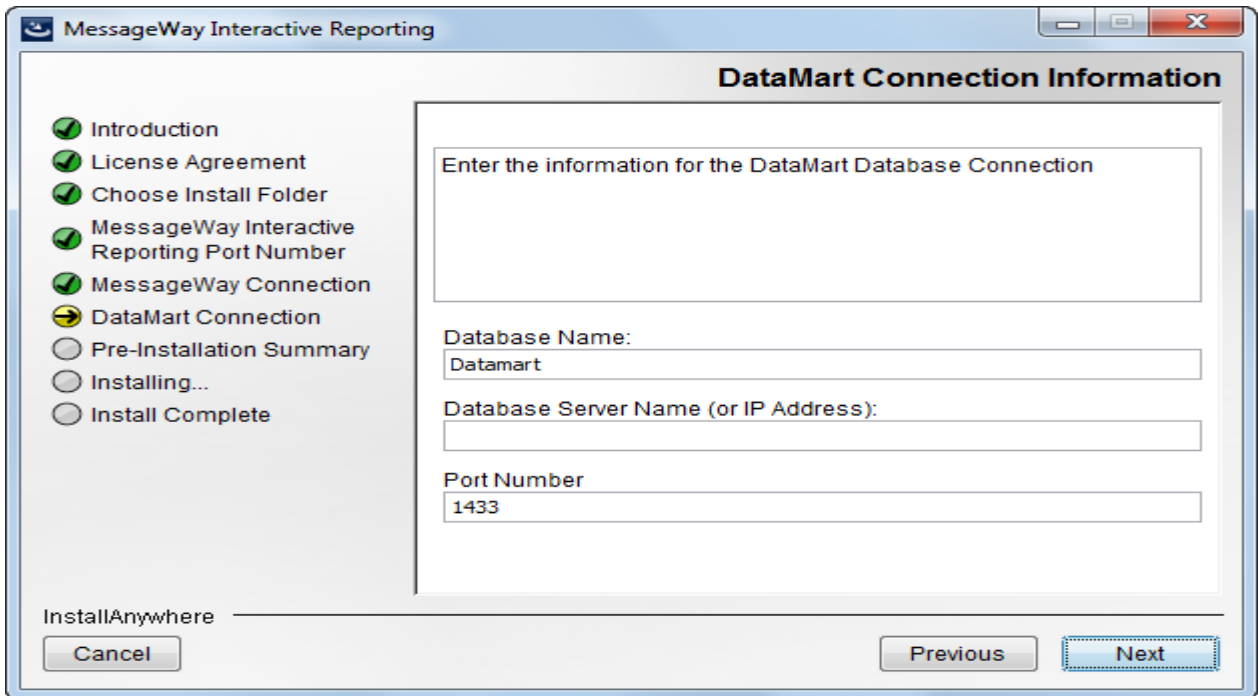 MessageWay Interactive Reporting
DataMart Connection Information
Introduction
License Agreement
Choose Install Folder
MessageWay Interactive
Reporting Port Number
MessageWay Connection
DataMart Connection
Pre-Installation Summary
Installing...
Install Complete
Enter the information for the DataMart Database Connection
Database Name:
Datamart
Database Server Name (or IP Address):
Port Number
1433
InstallAnywhere
Cancel
Previous
Next